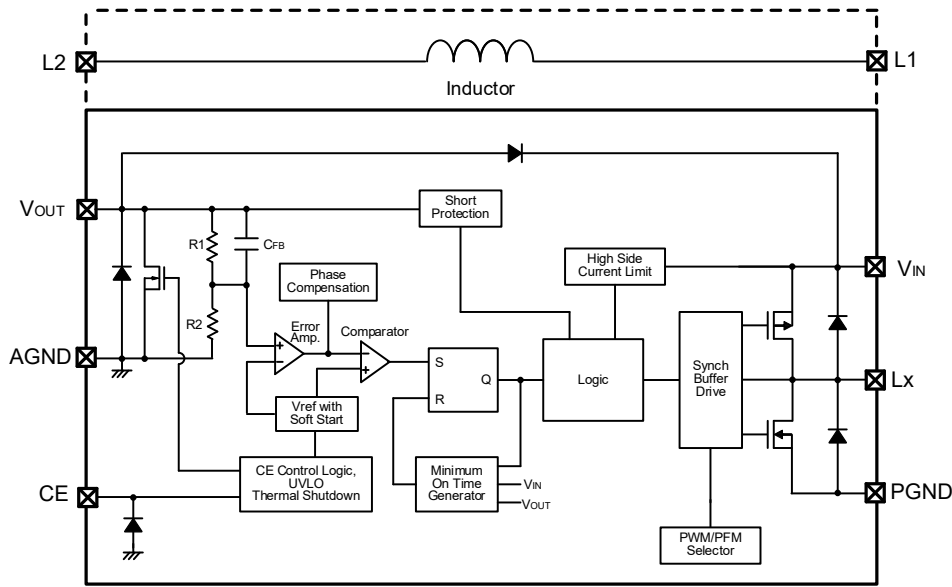 L2
L1
Inductor
VOUT
Short
Protection
R1
CFB
High Side
Current Limit
VIN
Phase
Compensation
R2
Error
Amp.
Comparator
AGND
S
Q
R
Logic
Synch
Buffer
Drive
Lx
Vref with
Soft Start
CE Control Logic,
UVLO
Thermal Shutdown
Minimum
On Time
Generator
VIN
VOUT
CE
PGND
PWM/PFM
Selector